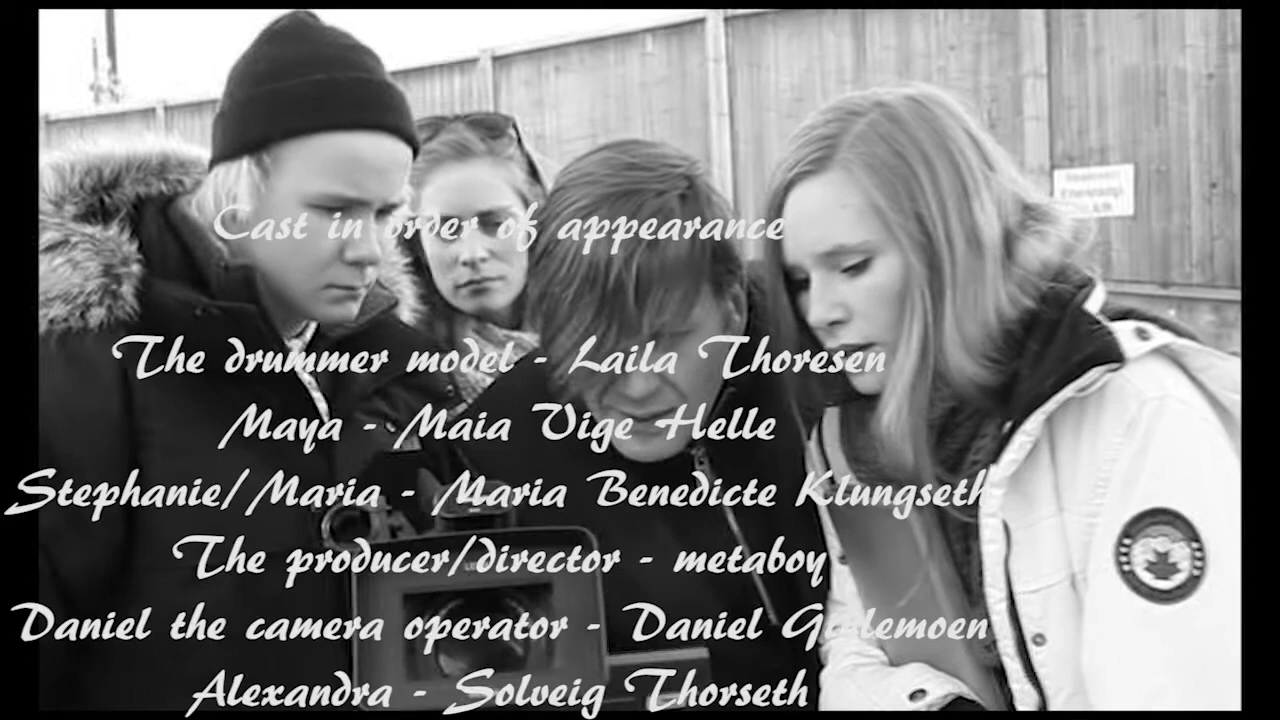 Cast in order of appearance
The drummer model - Laila Thoresen
Maya - Maia Vige Helle
Stephanie/Maria - Maria Benedicte Klungseth
The producer/director - metaboy
Daniel the camera operator - Daniel
Alexandra - Solveig Thorseth